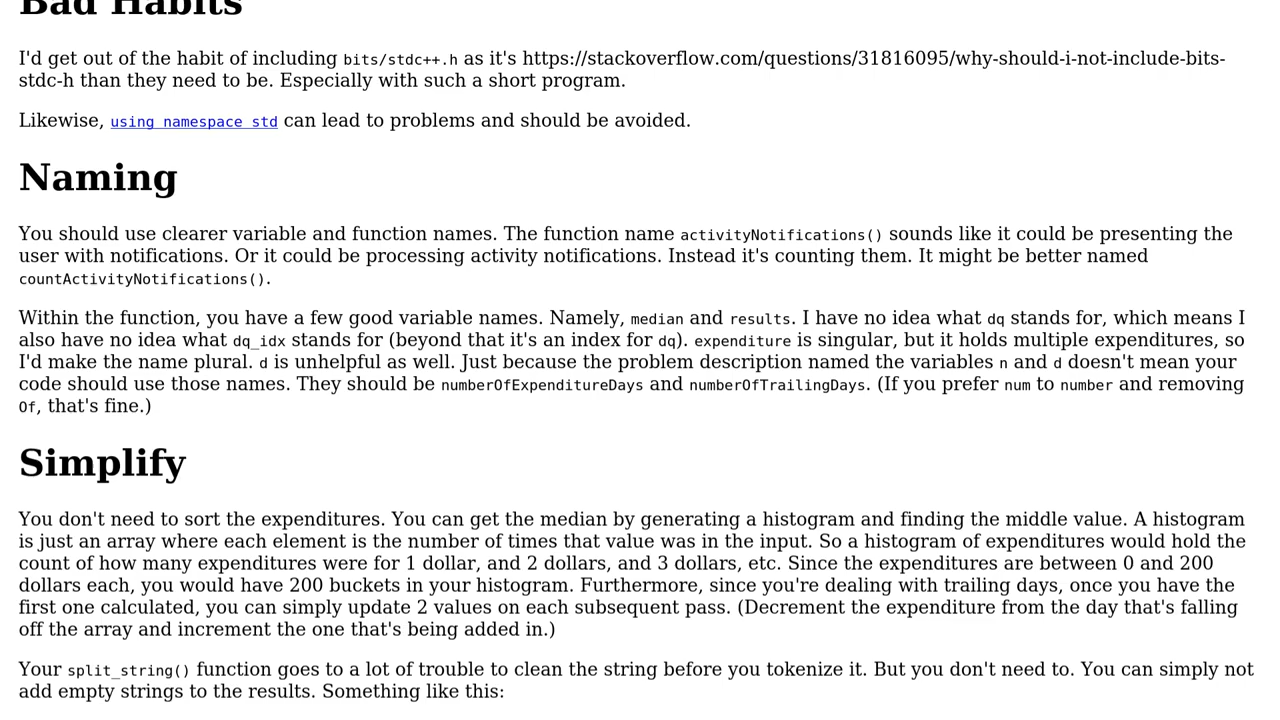 Bad Habits
I'd get out of the habit of including bits/stdc++.h as it's https://stackoverflow.com/questions/31816095/why-should-i-not-include-bits-
stdc-h than they need to be. Especially with such a short program.
Likewise, using namespace std can lead to problems and should be avoided.
Naming
You should use clearer variable and function names. The function name activityNotifications() sounds like it could be presenting the
user with notifications. Or it could be processing activity notifications. Instead it's counting them. It might be better named
countActivityNotifications().
Within the function, you have a few good variable names. Namely, median and results. I have no idea what dq stands for, which means I
also have no idea what dq_idx stands for (beyond that it's an index for dq). expenditure is singular, but it holds multiple expenditures, so
I'd make the name plural. d is unhelpful as well. Just because the problem description named the variables n and d doesn't mean your
code should use those names. They should be numberOfExpenditureDays and numberOfTrailingDays. (If you prefer num to number and removing
Of, that's fine.)
Simplify
You don't need to sort the expenditures. You can get the median by generating a histogram and finding the middle value. A histogram
is just an array where each element is the number of times that value was in the input. So a histogram of expenditures would hold the
count of how many expenditures were for 1 dollar, and 2 dollars, and 3 dollars, etc. Since the expenditures are between 0 and 200
dollars each, you would have 200 buckets in your histogram. Furthermore, since you're dealing with trailing days, once you have the
first one calculated, you can simply update 2 values on each subsequent pass. (Decrement the expenditure from the day that's falling
off the array and increment the one that's being added in.)
Your split_string() function goes to a lot of trouble to clean the string before you tokenize it. But you don't need to. You can simply not
add empty strings to the results. Something like this: